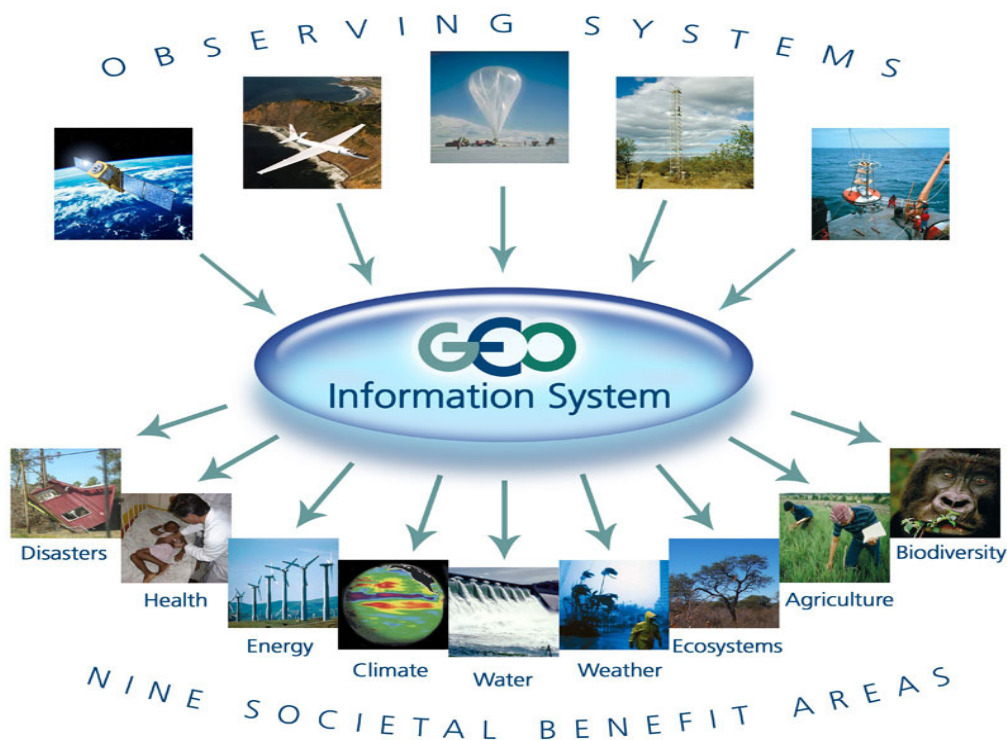 OBSERVING SYSTEMS
GEO
Information System
Disasters
Health
Energy
Climate
Water
Weather
Ecosystems
Agriculture
Biodiversity
NINE SOCIETAL BENEFIT AREAS